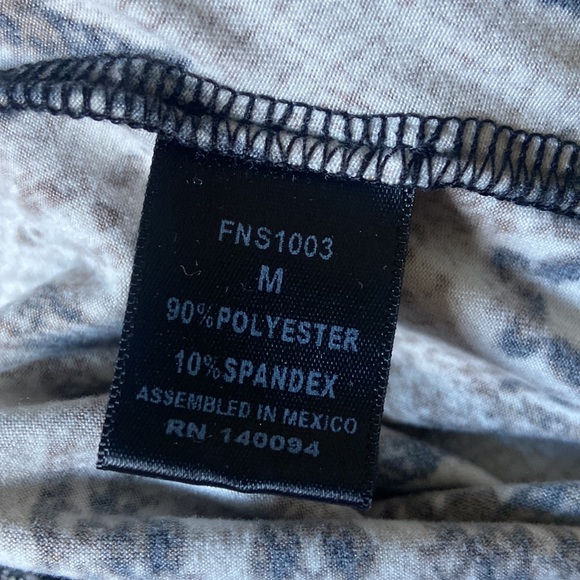 FNS1003
M
90%POLYESTER
10%SPANDEX
ASSEMBLED IN MEXICO
RN 140094